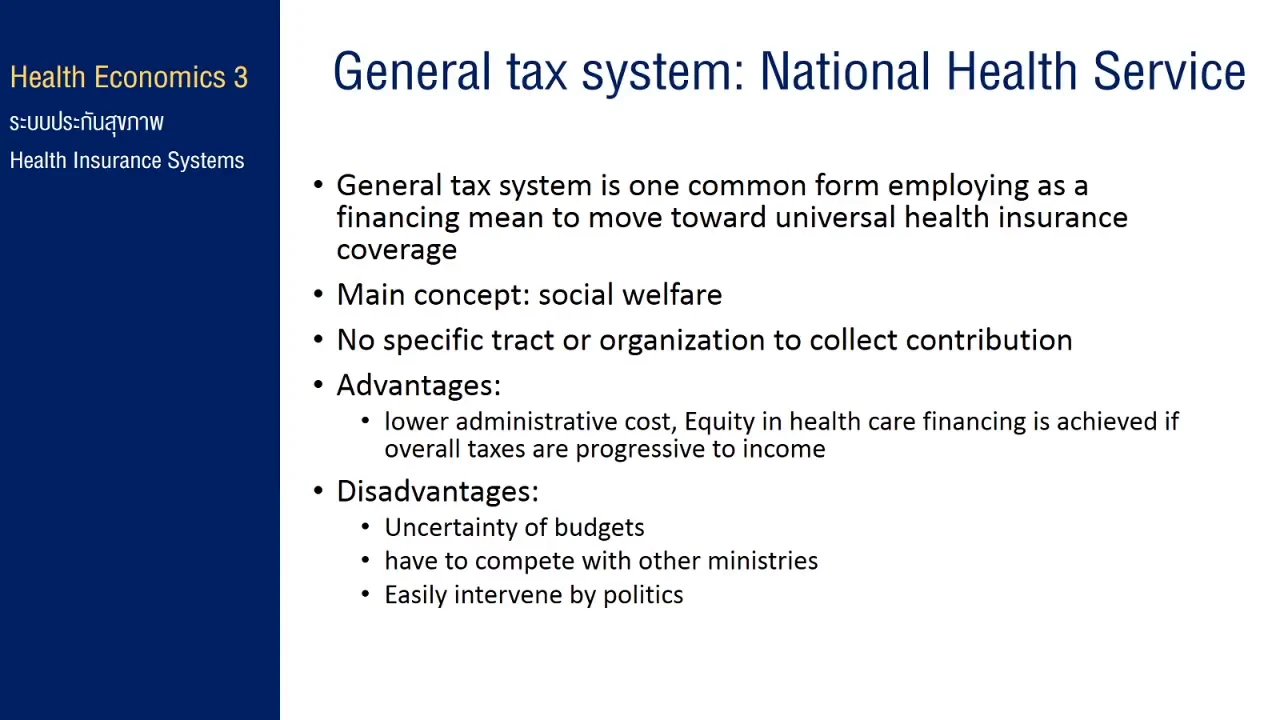 Health Economics 3
ระบบประกันสุขภาพ
Health Insurance Systems
General tax system: National Health Service
• General tax system is one common form employing as a
financing mean to move toward universal health insurance
coverage
• Main concept: social welfare
• No specific tract or organization to collect contribution
• Advantages:
• lower administrative cost, Equity in health care financing is achieved if
overall taxes are progressive to income
• Disadvantages:
• Uncertainty of budgets
• have to compete with other ministries
• Easily intervene by politics